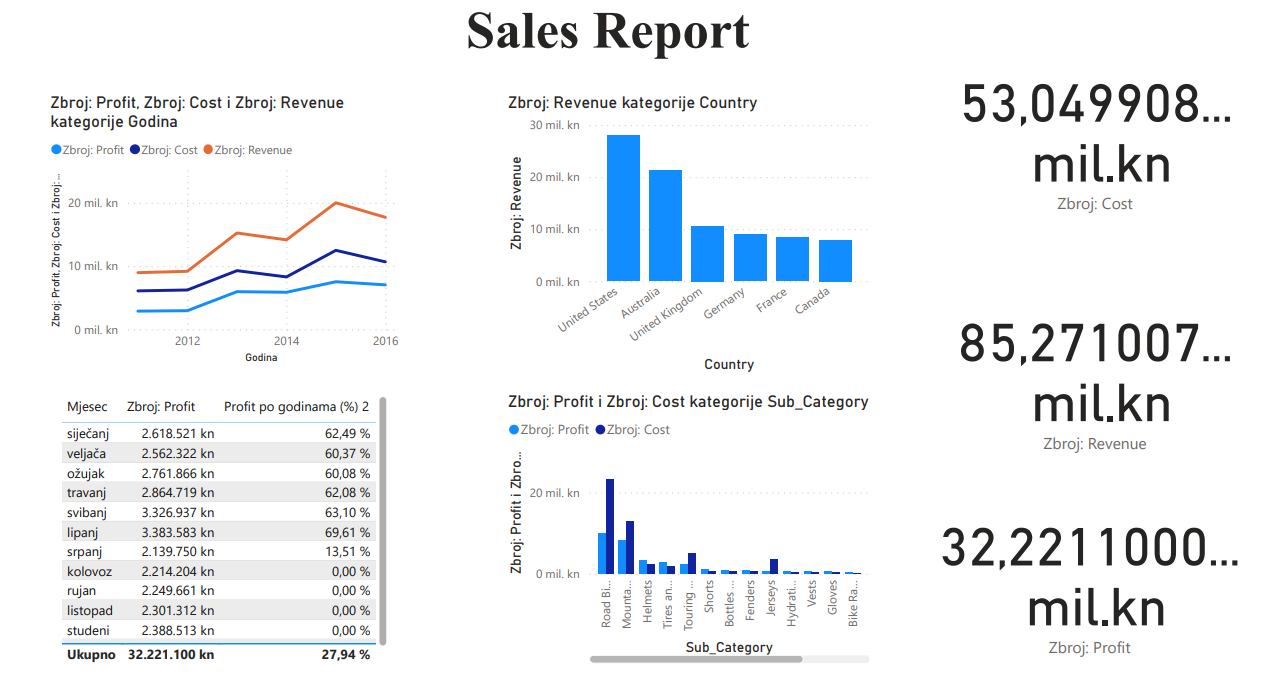 Sales Report
Zbroj: Profit, Zbroj: Cost i Zbroj: Revenue
kategorije Godina
Zbroj: Profit Zbroj: Cost Zbroj: Revenue
Zbroj: Profit, Zbroj: Cost i Zbroj: ...
20 mil. kn
10 mil. kn
0 mil. kn
2012 2014 2016
Godina
Zbroj: Revenue kategorije Country
Zbroj: Revenue
30 mil. kn
20 mil. kn
10 mil. kn
0 mil. kn
United States
Australia
United Kingdom
Germany
France
Canada
Country
53,049908...
mil.kn
Zbroj: Cost
85,271007...
mil.kn
Zbroj: Revenue
32,2211000...
mil.kn
Zbroj: Profit
Mjesec Zbroj: Profit Profit po godinama (%) 2
siječanj 2.618.521 kn 62,49 %
veljača 2.562.322 kn 60,37 %
ožujak 2.761.866 kn 60,08 %
travanj 2.864.719 kn 62,08 %
svibanj 3.326.937 kn 63,10 %
lipanj 3.383.583 kn 69,61 %
srpanj 2.139.750 kn 13,51 %
kolovoz 2.214.204 kn 0,00 %
rujan 2.249.661 kn 0,00 %
listopad 2.301.312 kn 0,00 %
studeni 2.388.513 kn 0,00 %
Ukupno 32.221.100 kn 27,94 %
Zbroj: Profit i Zbroj: Cost kategorije Sub_Category
Zbroj: Profit Zbroj: Cost
Zbroj: Profit i Zbro...
20 mil. kn
0 mil. kn
Road Bi...
Mounta...
Helmets
Tires an...
Touring ...
Shorts
Bottles ...
Fenders
Jerseys
Hydrati...
Vests
Gloves
Bike Ra...
Sub_Category